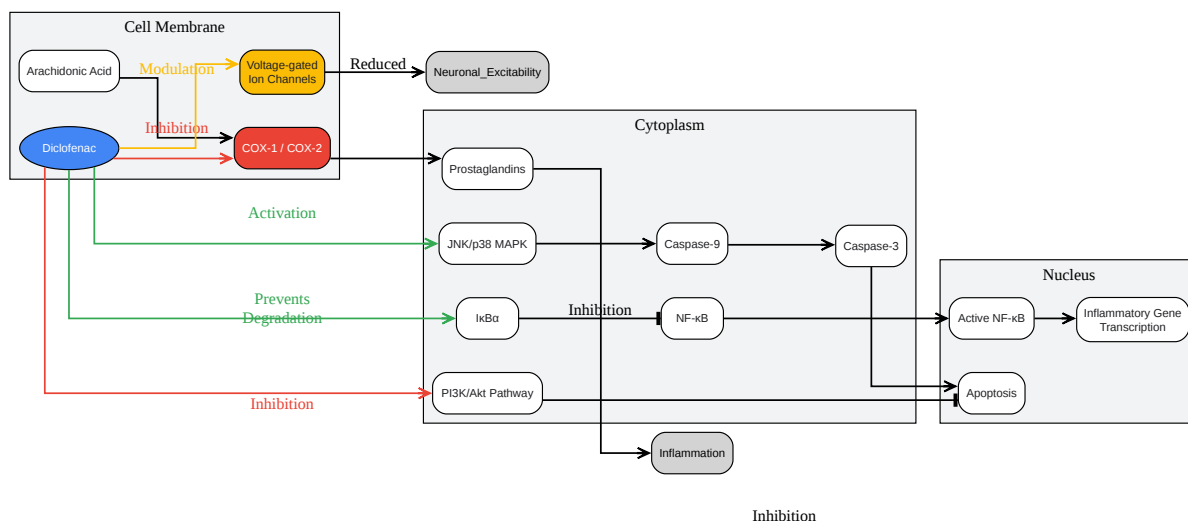 Cell Membrane
Arachidonic Acid
Modulation
Voltage-gated
Ion Channels
Reduced
Neuronal_Excitability
Inhibition
Diclofenac
COX-1 / COX-2
Cytoplasm
Prostaglandins
Activation
JNK/p38 MAPK
Caspase-9
Caspase-3
Nucleus
Prevents
Degradation
IκBα
Inhibition
NF-κB
Active NF-κB
Inflammatory Gene
Transcription
Inhibition
PI3K/Akt Pathway
Apoptosis
Inflammation
Inhibition